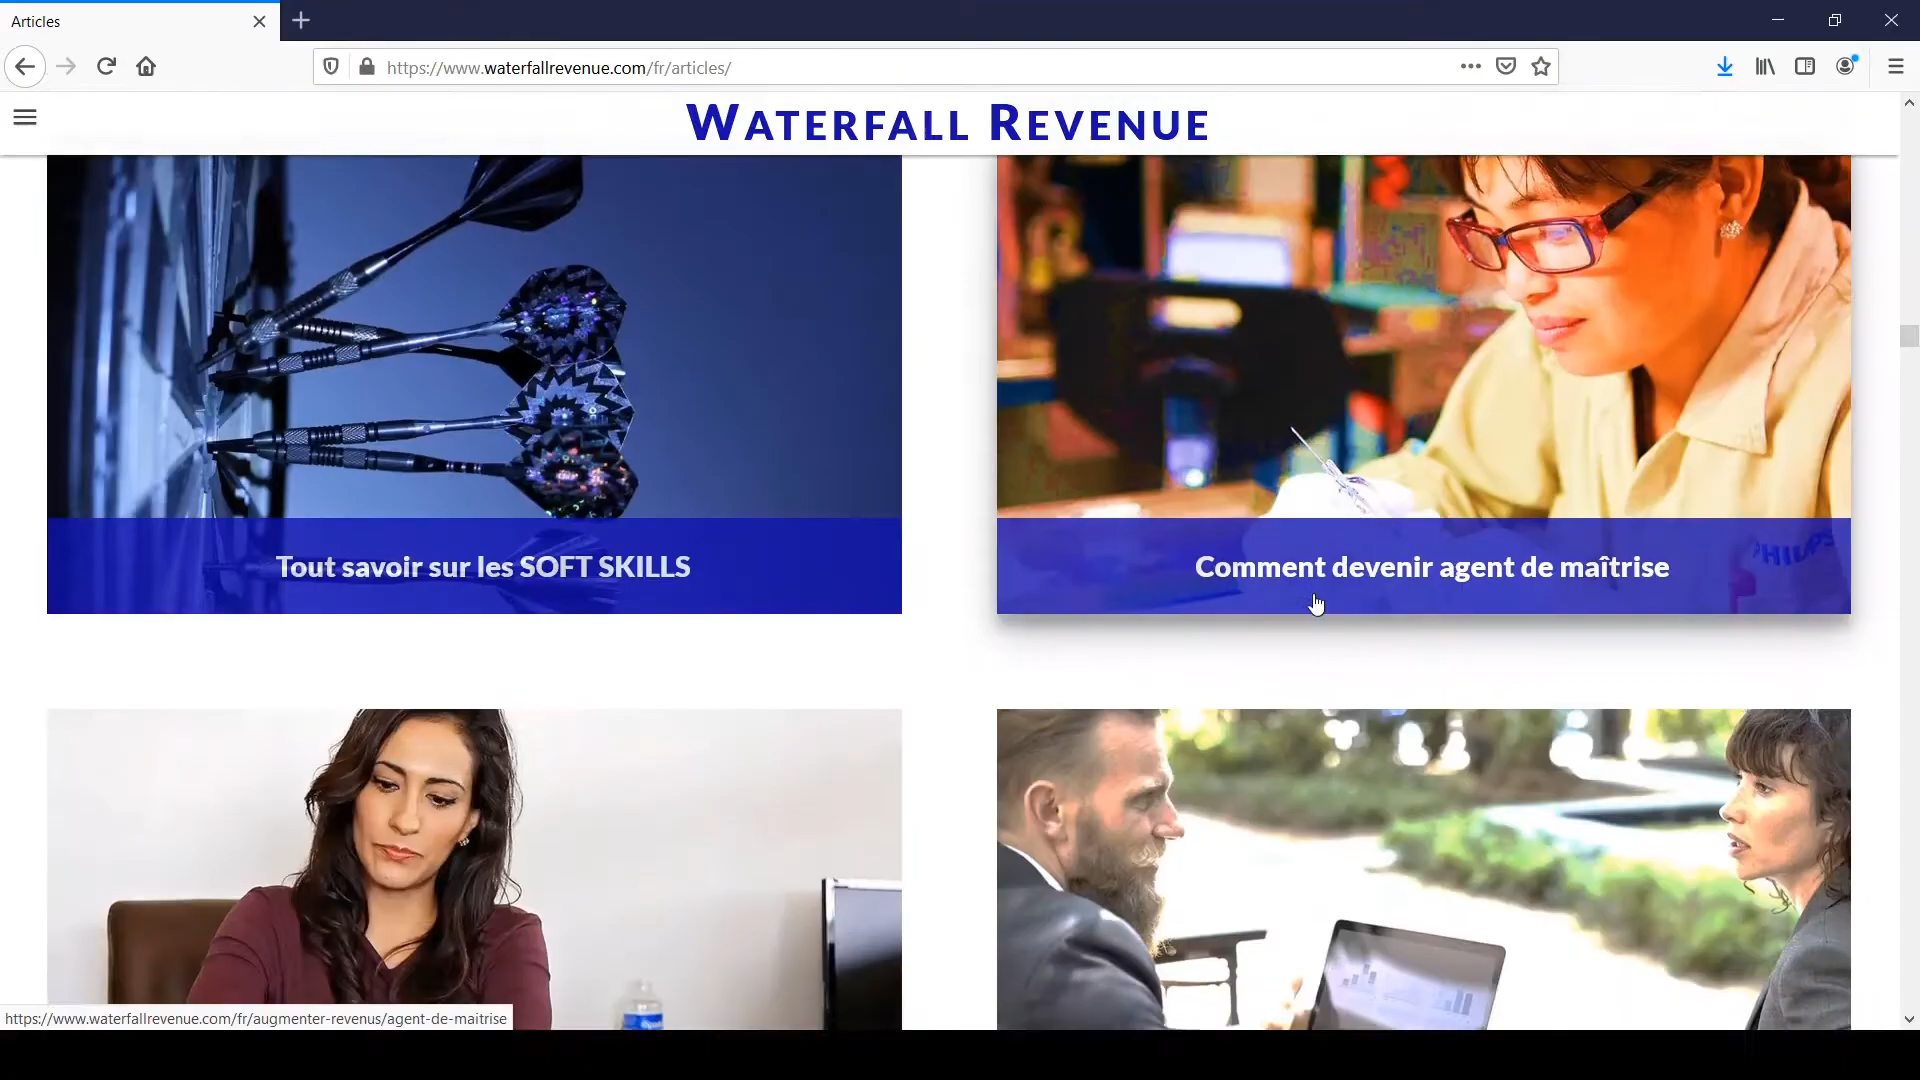 Articles
https://www.waterfallrevenue.com/fr/articles/
WATERFALL REVENUE
Tout savoir sur les SOFT SKILLS
Comment devenir agent de maîtrise
PHILIPS
https://www.waterfallrevenue.com/fr/augmenter-revenus/agent-de-maitrise